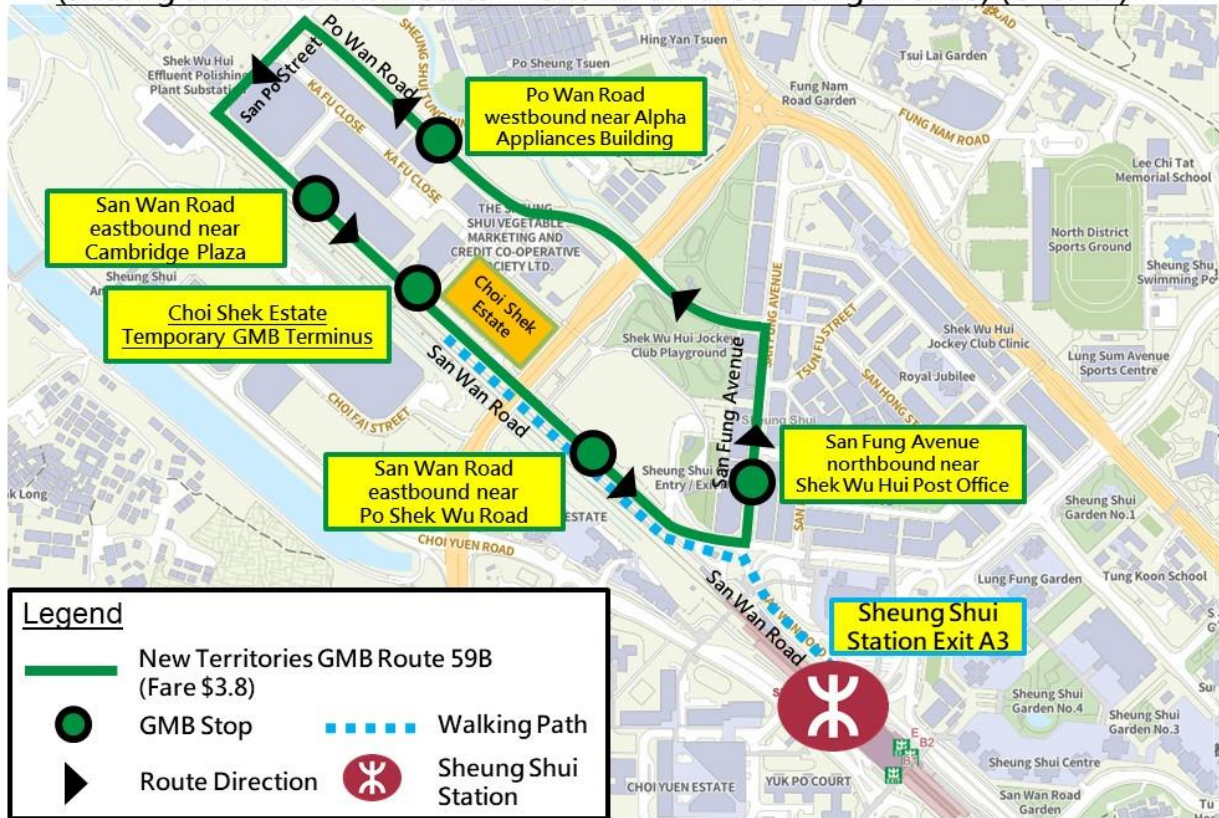 Shek Wu Hui
Effluent Polishing
Plant Substation
San Po Street
Po Wan Road
KA FU CLOSE
KA FU CLOSE
Po Sheung Tsuen
Hing Yan Tsuen
ROAD
Tsui Lai Garden
Fung Nam
Road Garden
FUNG NAM ROAD
Lee Chi Tat
Memorial School
North District
Sports Ground
Swimming
Po Wan Road
westbound near Alpha
Appliances Building
San Wan Road
eastbound near
Cambridge Plaza
SHUI VEGETABLE
MARKETING AND
CREDIT CO-OPERATIVE
LTD.
Sheung Shui
Choi Shek Estate
Temporary GMB Terminus
Choi Shek
Estate
CHOI FAI STREET
San Wan Road
Shek Wu Hui Jockey
Club Playground
San Fung Avenue
SAN FUNG AVENUE
TSUN FU STREET
SAN HONG
Royal Jubilee
Shek Wu Hui
Jockey Club Clinic
Lung Sum Avenue
Sports Centre
Sheung Shui
San Wan Road
eastbound near
Po Shek Wu Road
Sheung Shui
Entry / Exit
San Fung Avenue
northbound near
Shek Wu Hui Post Office
Long
ESTATE
CHOI YUEN ROAD
Sheung Shui
Garden No.1
Lung Fung Garden
Tung Koon School
San Wan Road
Sheung Shui
Station Exit A3
Sheung Shui
Garden No.4
Sheung Shui
Garden No.3
Sheung Shui Centre
San Wan Road
Garden
E
B2
CHOI YUEN ESTATE
YUK PO COURT
Legend
New Territories GMB Route 59B
(Fare $3.8)
GMB Stop
Walking Path
Route Direction
Sheung Shui
Station